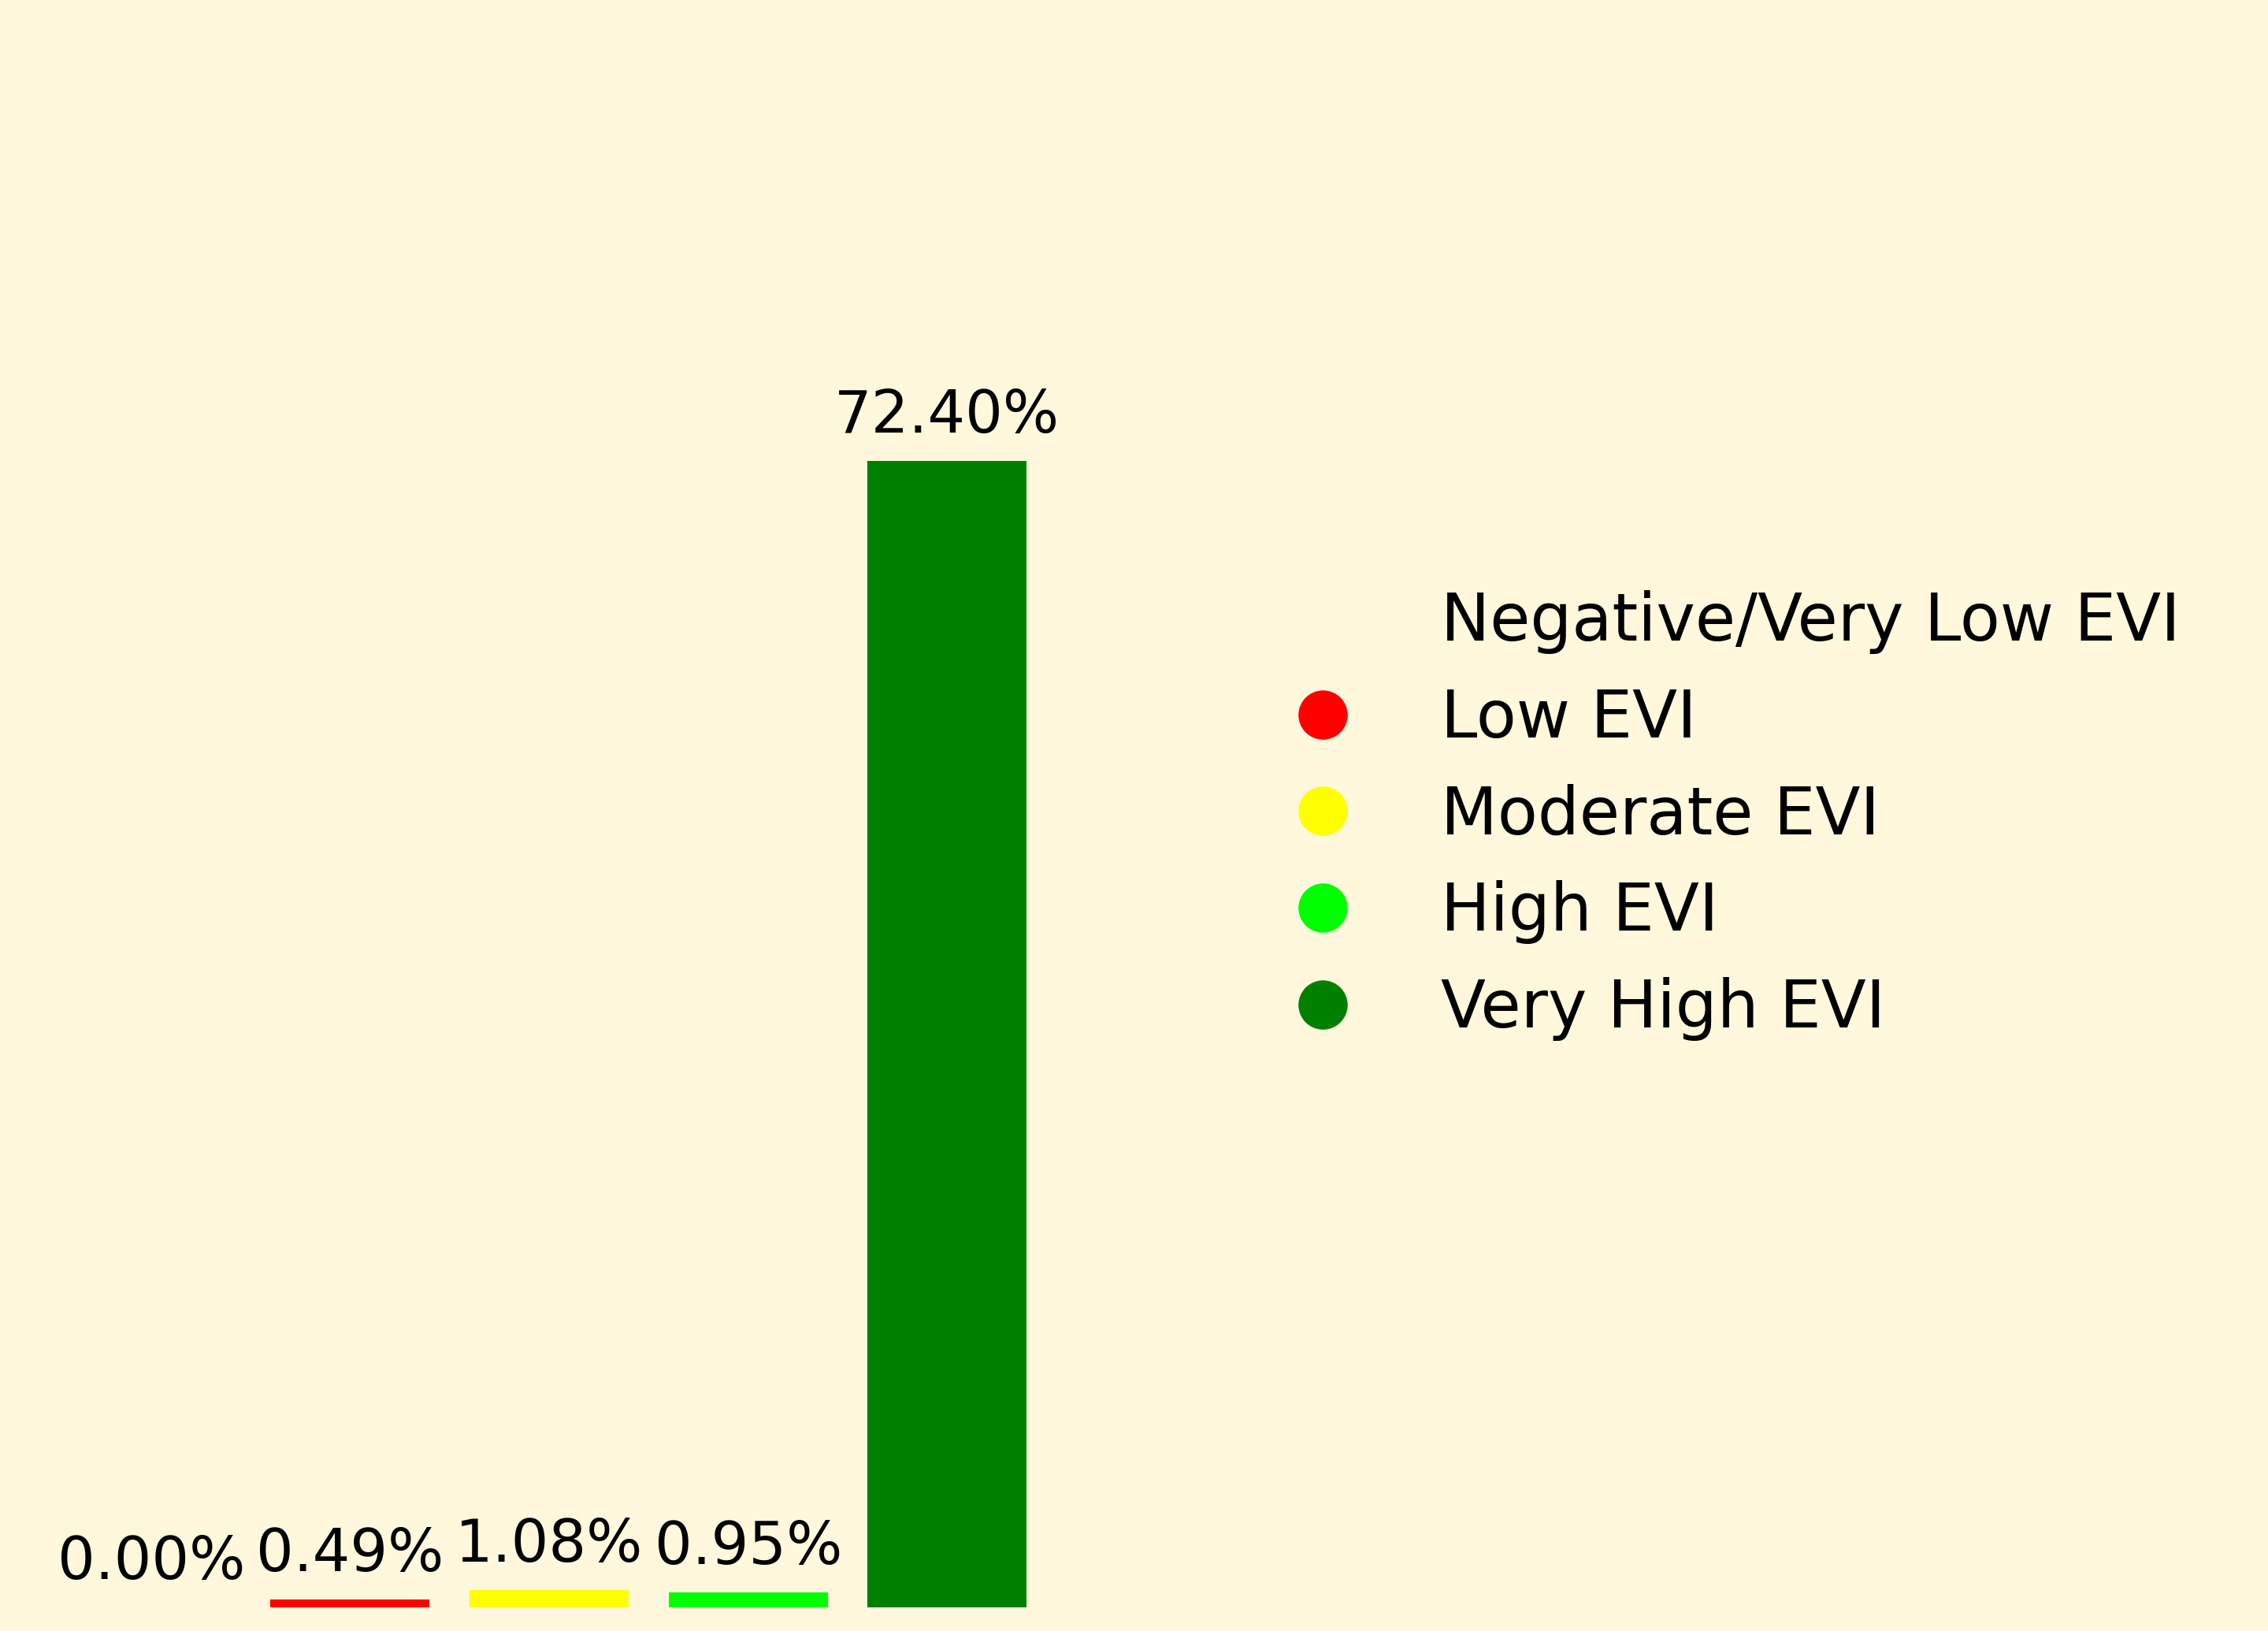 72.40%
Negative/Very Low EVI
Low EVI
Moderate EVI
High EVI
Very High EVI
0.00%
0.49%
1.08%
0.95%